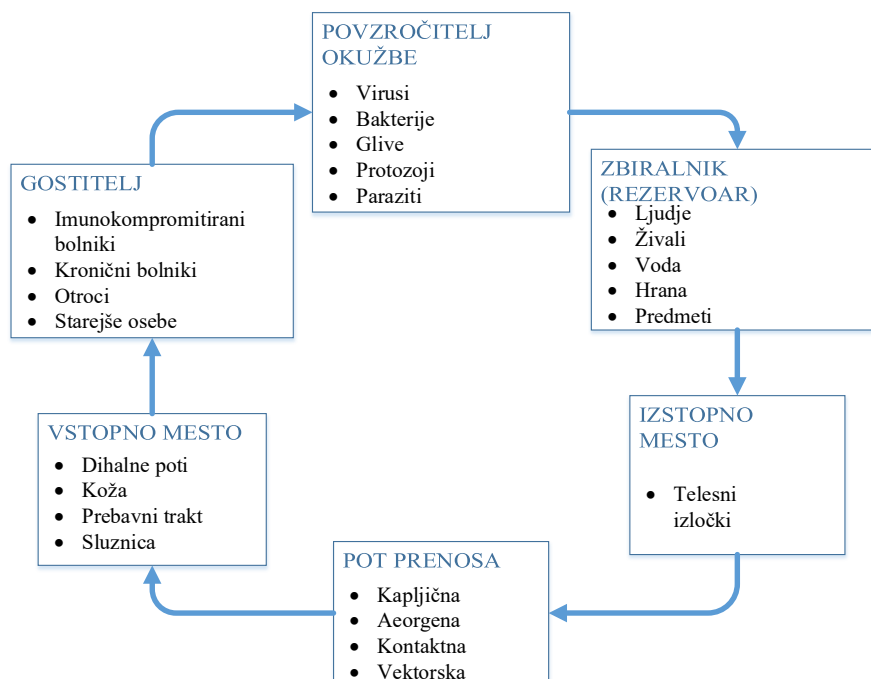 POVZROČITELJ
OKUŽBE
• Virusi
• Bakterije
• Glive
• Protozoji
• Paraziti
ZBIRALNIK
(REZERVOAR)
• Ljudje
• Živali
• Voda
• Hrana
• Predmeti
IZSTOPNO
MESTO
• Telesni
izločki
POT PRENOSA
• Kapljična
• Aeorgena
• Kontaktna
• Vektorska
VSTOPNO MESTO
• Dihalne poti
• Koža
• Prebavni trakt
• Sluznica
GOSTITELJ
• Imunokompromitirani
bolniki
• Kronični bolniki
• Otroci
• Starejše osebe